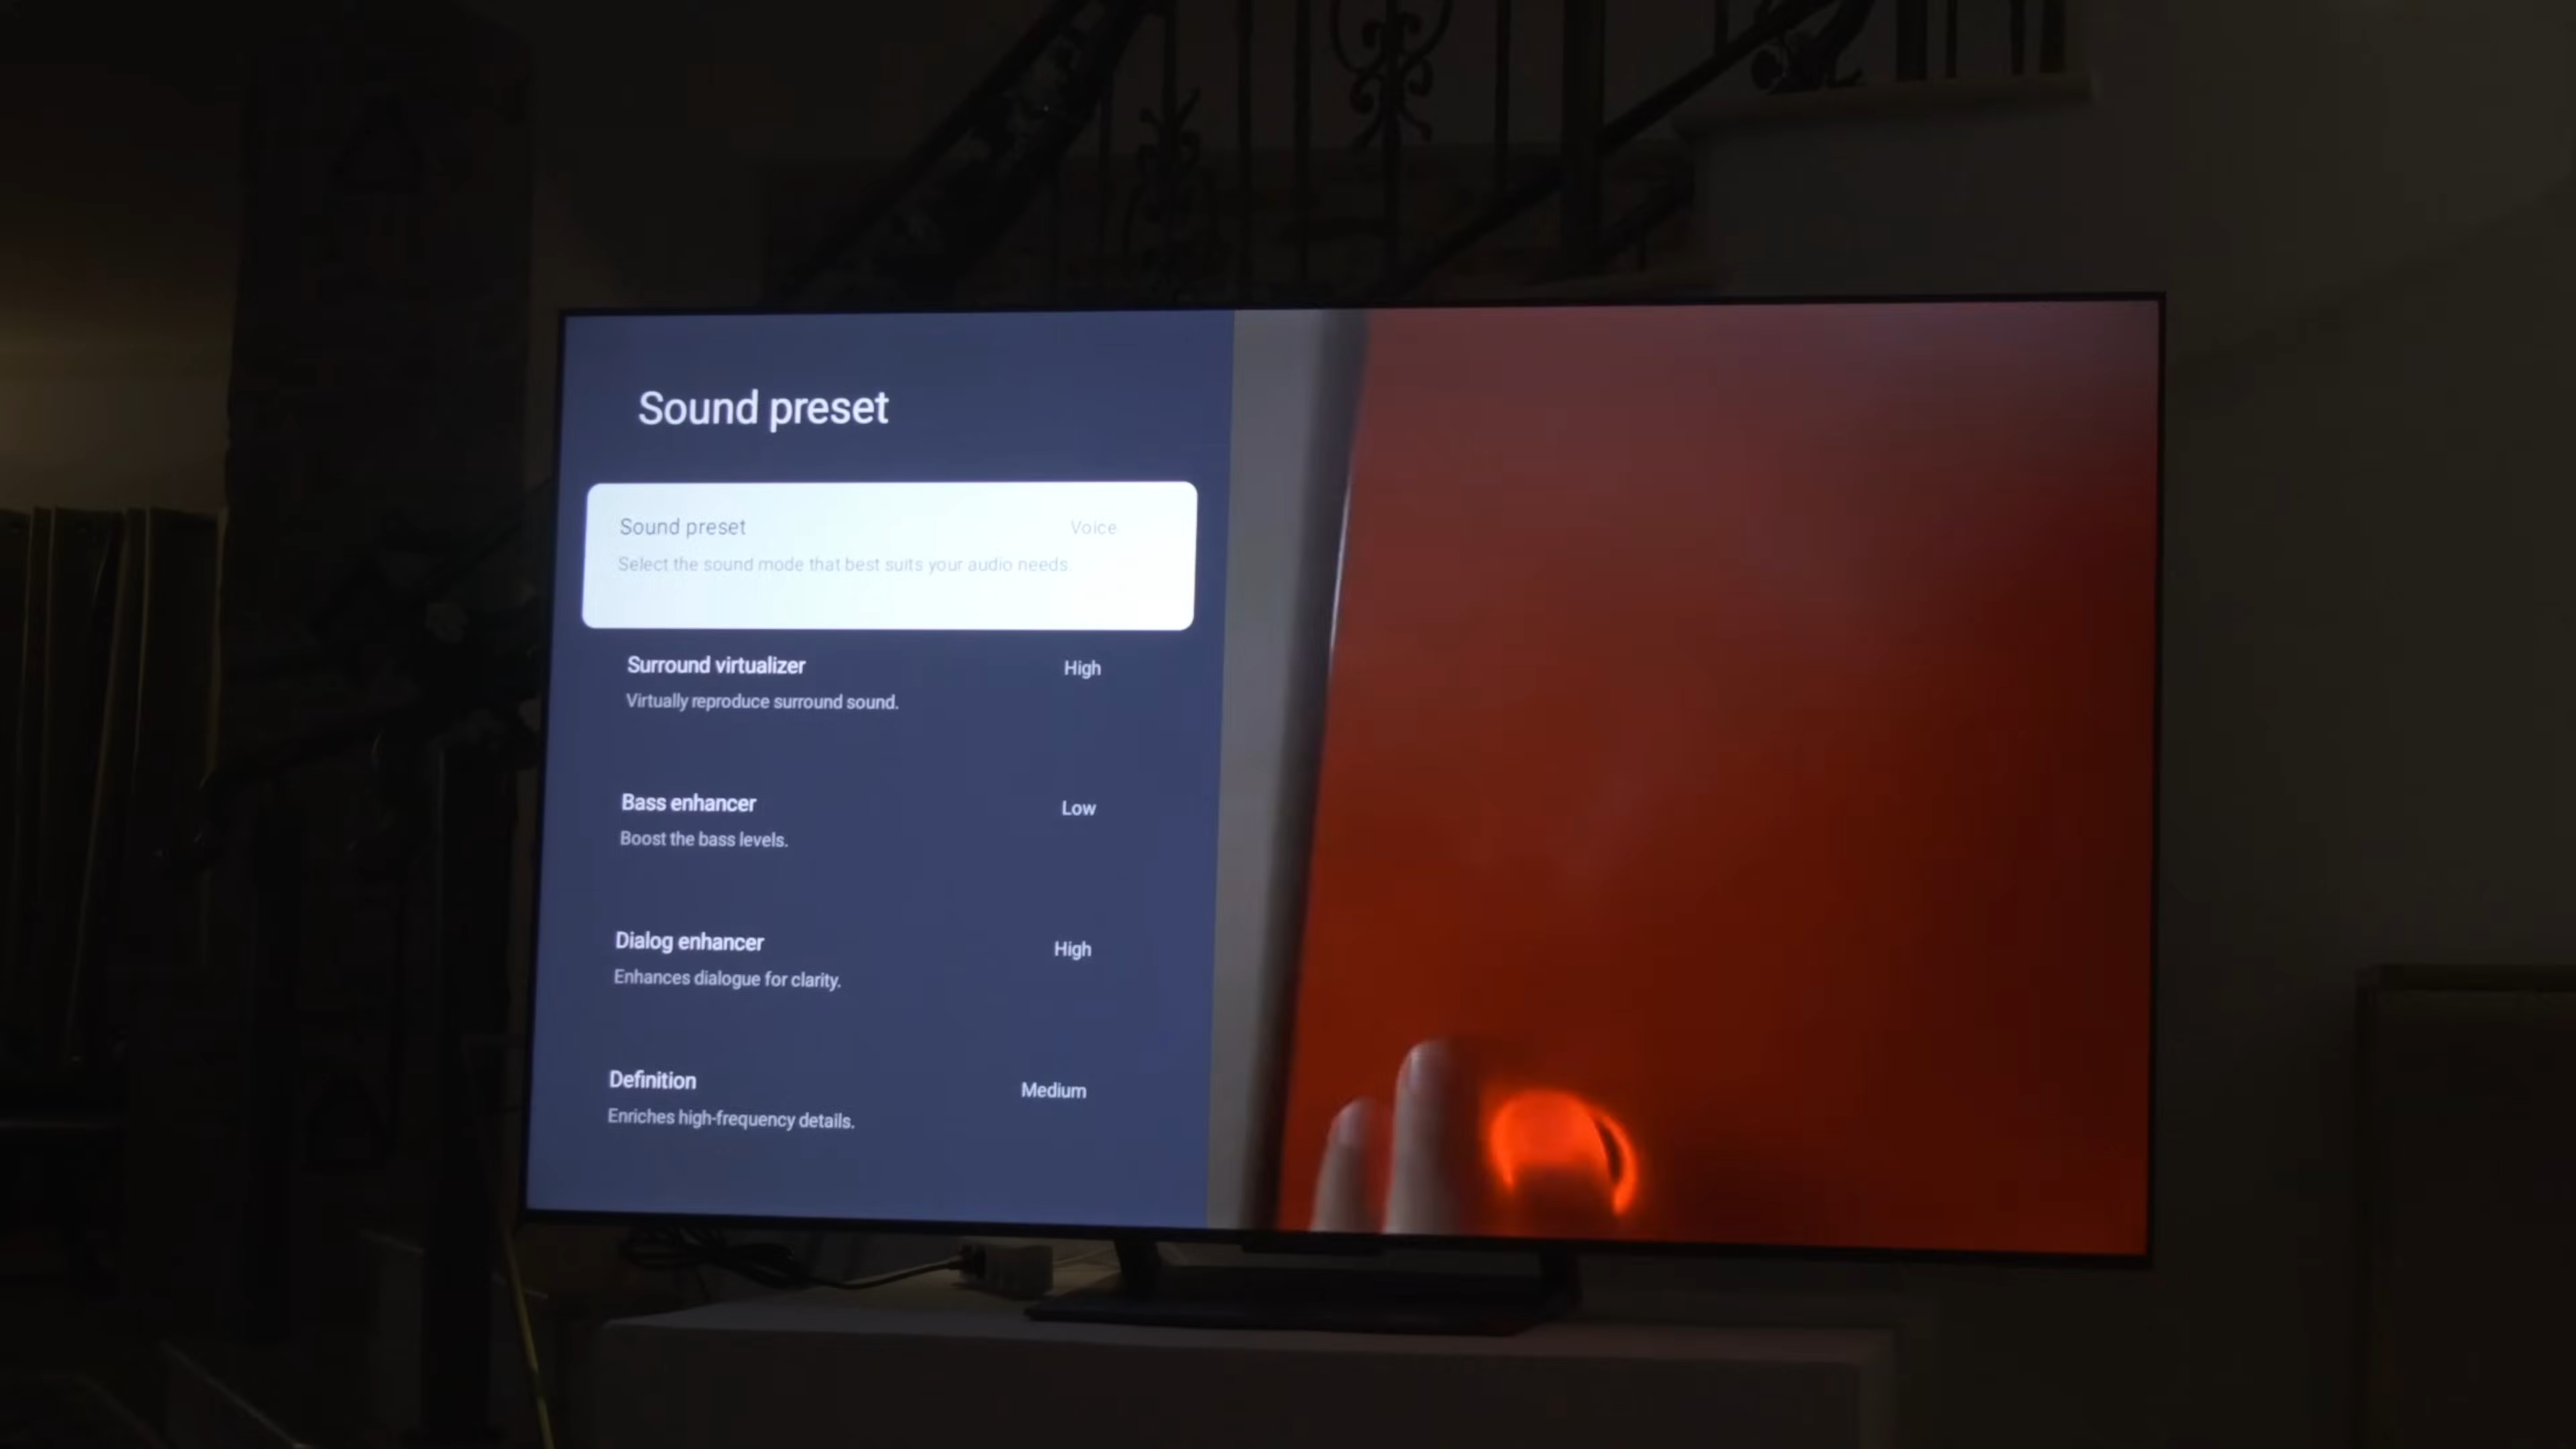 Sound preset
Sound preset Voice
Select the sound mode that best suits your audio needs.
Surround virtualizer High
Virtually reproduce surround sound.
Bass enhancer Low
Boost the bass levels.
Dialog enhancer High
Enhances dialogue for clarity.
Definition Medium
Enriches high-frequency details.